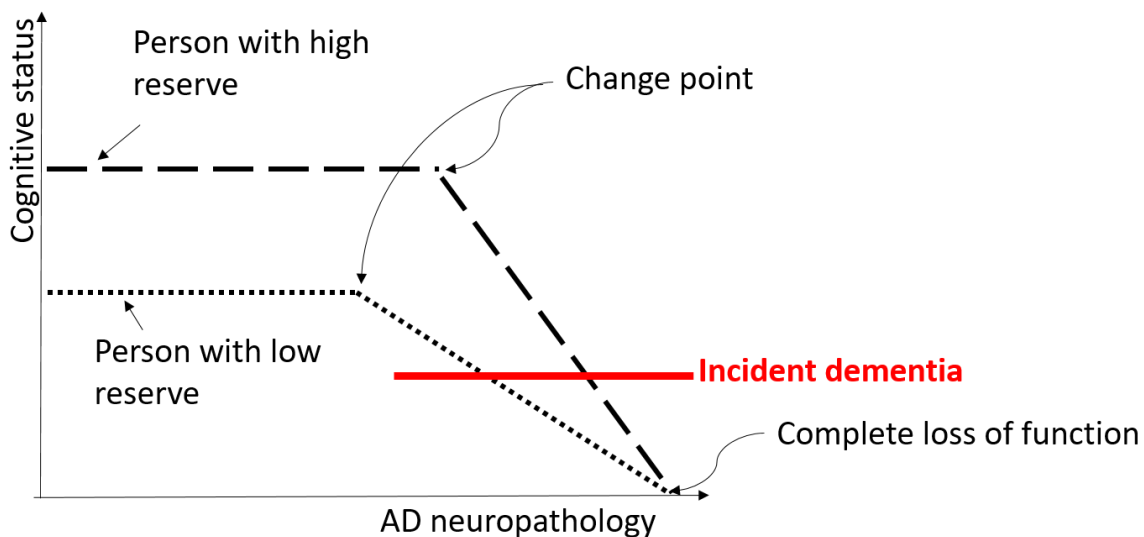 Cognitive status
Person with high
reserve
Change point
Person with low
reserve
Incident dementia
Complete loss of function
AD neuropathology